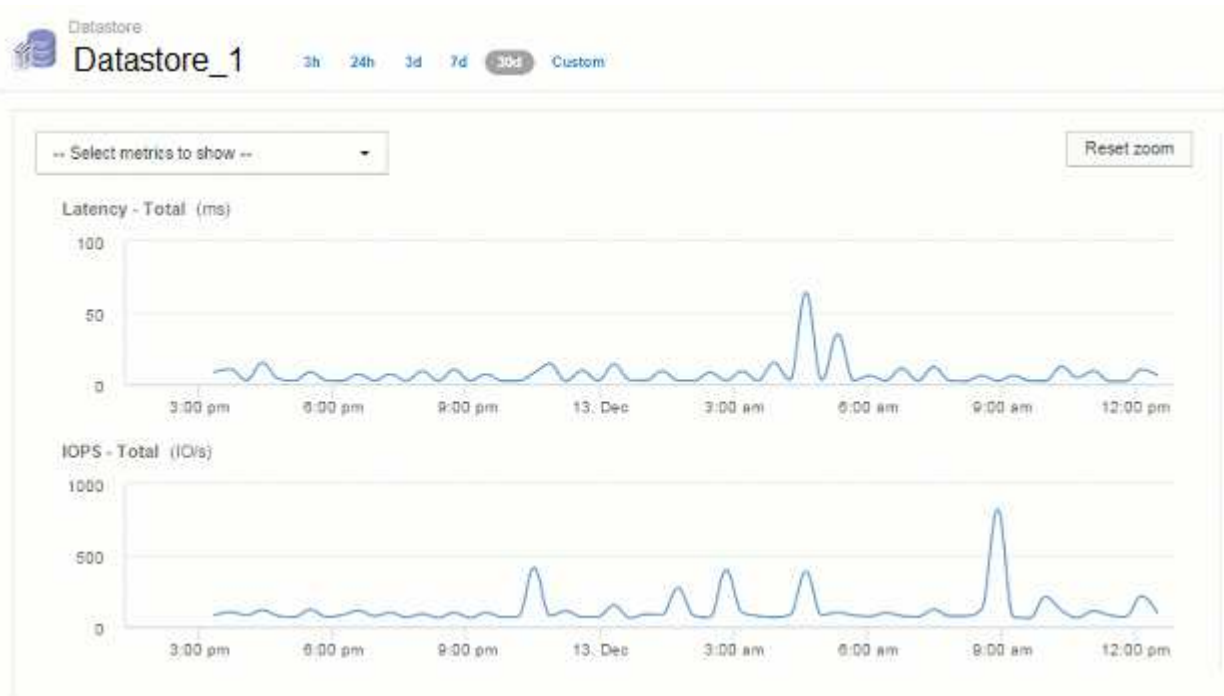 Datastore
Datastore_1 3h 24h 3d 7d 30d Custom
-- Select metrics to show -- Reset zoom
Latency - Total (ms)
100
50
0
3:00 pm 6:00 pm 9:00 pm 13. Dec 3:00 am 6:00 am 9:00 am 12:00 pm
IOPS - Total (IO/s)
1000
500
0
3:00 pm 6:00 pm 9:00 pm 13. Dec 3:00 am 6:00 am 9:00 am 12:00 pm